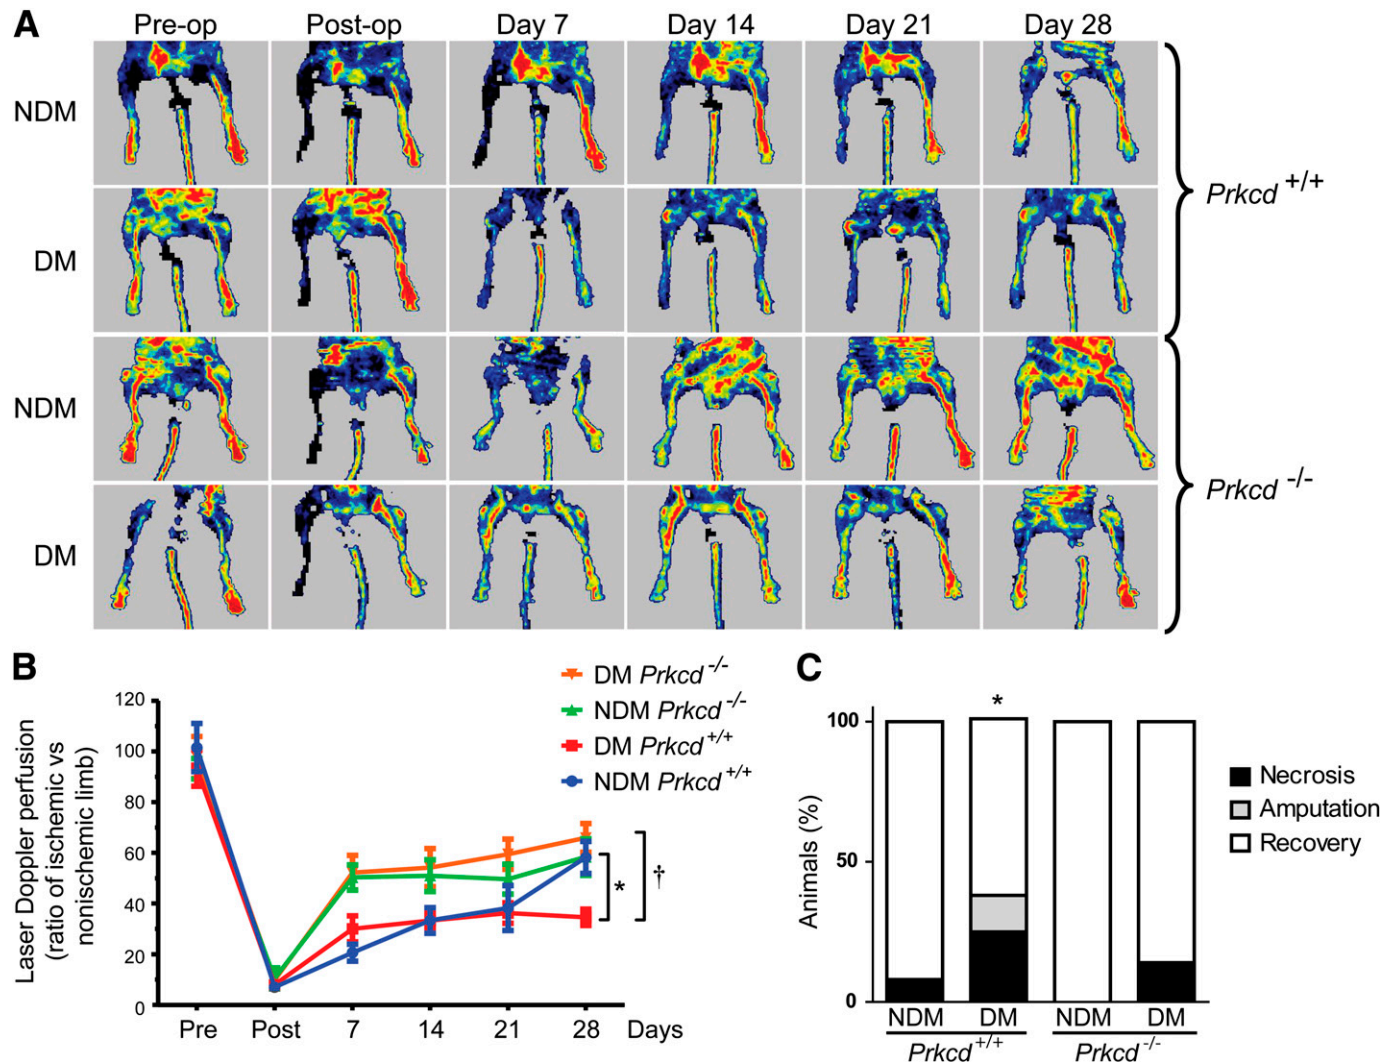 A
Pre-op Post-op Day 7 Day 14 Day 21 Day 28
NDM
DM
Prkcd +/+
NDM
DM
Prkcd -/-
B
Laser Doppler perfusion
(ratio of ischemic vs
nonischemic limb)
120
100
80
60
40
20
0
Pre Post 7 14 21 28 Days
DM Prkcd -/-
NDM Prkcd -/-
DM Prkcd +/+
NDM Prkcd +/+
* †
C
Animals (%)
100
50
0
*
NDM DM NDM DM
Prkcd +/+ Prkcd -/-
Necrosis
Amputation
Recovery